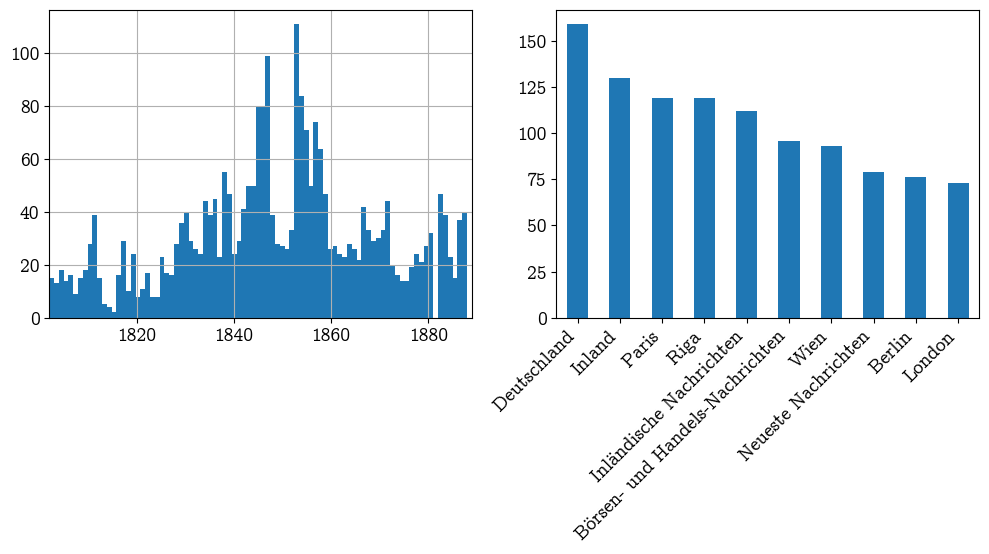 100
80
60
40
20
0
1820 1840 1860 1880
150
125
100
75
50
25
0
Deutschland
Inland
Paris
Riga
Inländische Nachrichten
Börsen- und Handels-Nachrichten
Wien
Neueste Nachrichten
Berlin
London